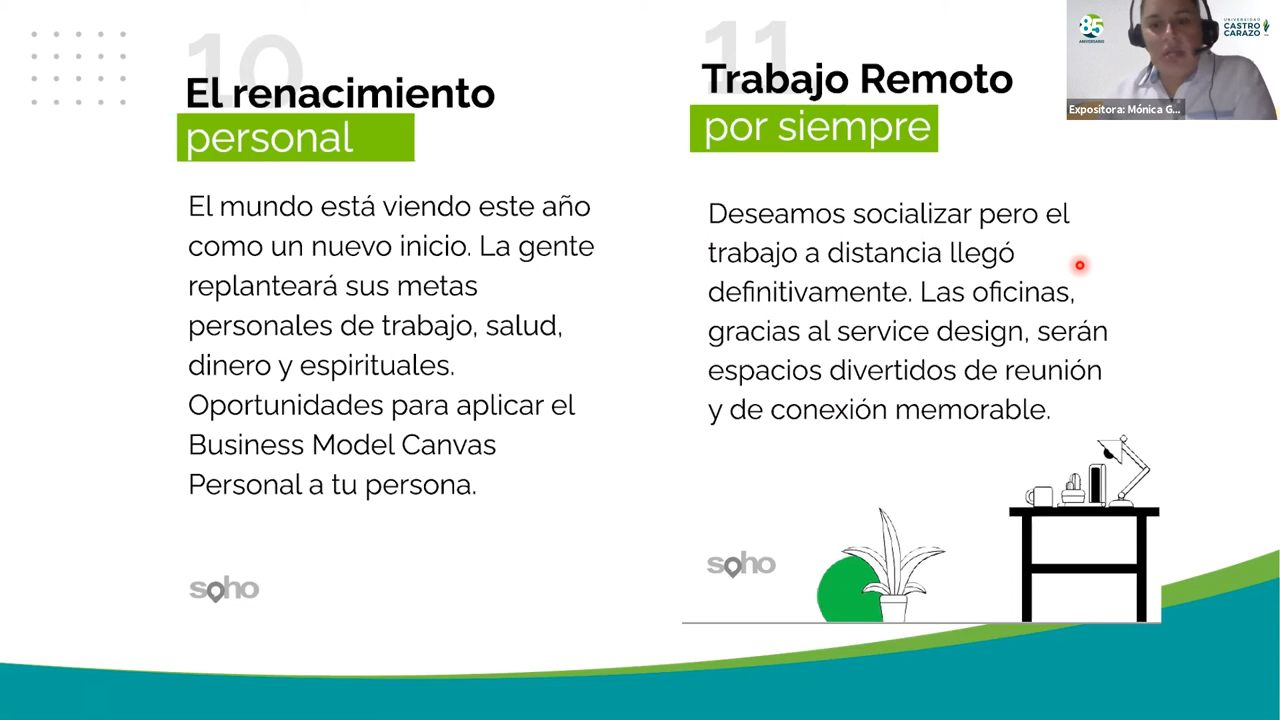 10
El renacimiento
personal
El mundo está viendo este año
como un nuevo inicio. La gente
replanteará sus metas
personales de trabajo, salud,
dinero y espirituales.
Oportunidades para aplicar el
Business Model Canvas
Personal a tu persona.
soho
11
Trabajo Remoto
por siempre
Deseamos socializar pero el
trabajo a distancia llegó
definitivamente. Las oficinas,
gracias al service design, serán
espacios divertidos de reunión
y de conexión memorable.
soho
85
ANIVERSARIO
UNIVERSIDAD
CASTRO
CARAZO
Expositora: Mónica G...